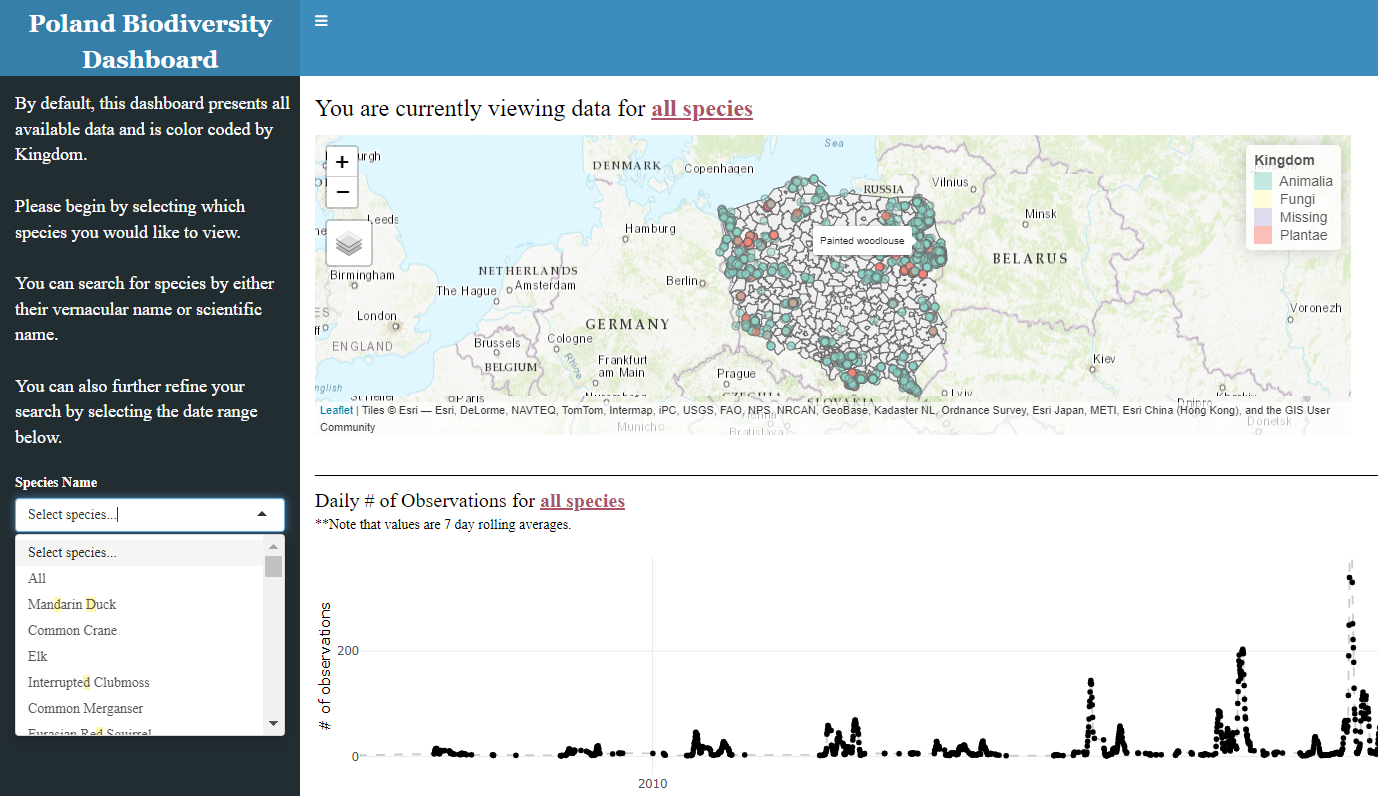 Poland Biodiversity
Dashboard
By default, this dashboard presents all
available data and is color coded by
Kingdom.
Please begin by selecting which
species you would like to view.
You can search for species by either
their vernacular name or scientific
name.
You can also further refine your
search by selecting the date range
below.
Species Name
Select species...
Select species...
All
Mandarin Duck
Common Crane
Elk
Interrupted Clubmoss
Common Merganser
Eurasian Red Squirrel
You are currently viewing data for all species
+
−
Sea
DENMARK
Copenhagen
RUSSIA
Vilnius
Leeds
Hamburg
Minsk
Painted woodlouse
Birmingham
NETHERLANDS
BELARUS
The Hague
Amsterdam
Berlin
London
GERMANY
Voronezh
ENGLAND
Brussels
Cologne
BELGIUM
Rhine
Frankfurt
am Main
Prague
Kiev
Paris
Kingdom
Animalia
Fungi
Missing
Plantae
Leaflet | Tiles © Esri — Esri, DeLorme, NAVTEQ, TomTom, Intermap, iPC, USGS, FAO, NPS, NRCAN, GeoBase, Kadaster NL, Ordnance Survey, Esri Japan, METI, Esri China (Hong Kong), and the GIS User
Community
Munich
Vienna
Bratislava
Donetsk
Daily # of Observations for all species
**Note that values are 7 day rolling averages.
# of observations
200
0
2010